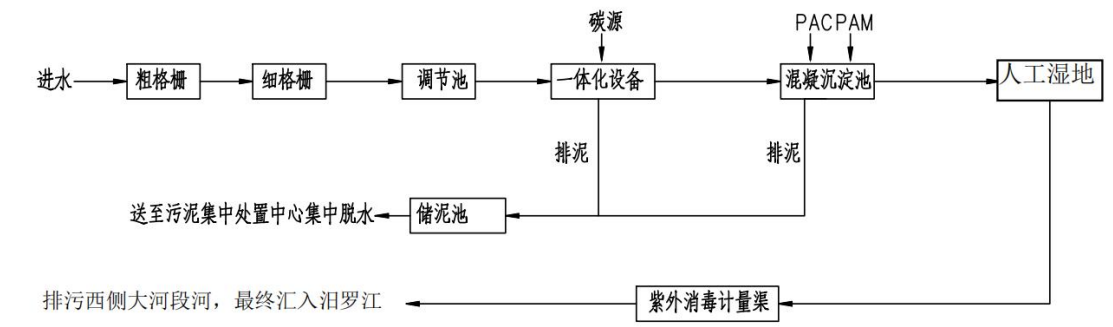 碳源
PAC PAM
进水
粗格栅
细格栅
调节池
一体化设备
混凝沉淀池
人工湿地
排泥
排泥
送至污泥集中处置中心集中脱水
储泥池
排污西侧大河段河，最终汇入汨罗江
紫外消毒计量渠